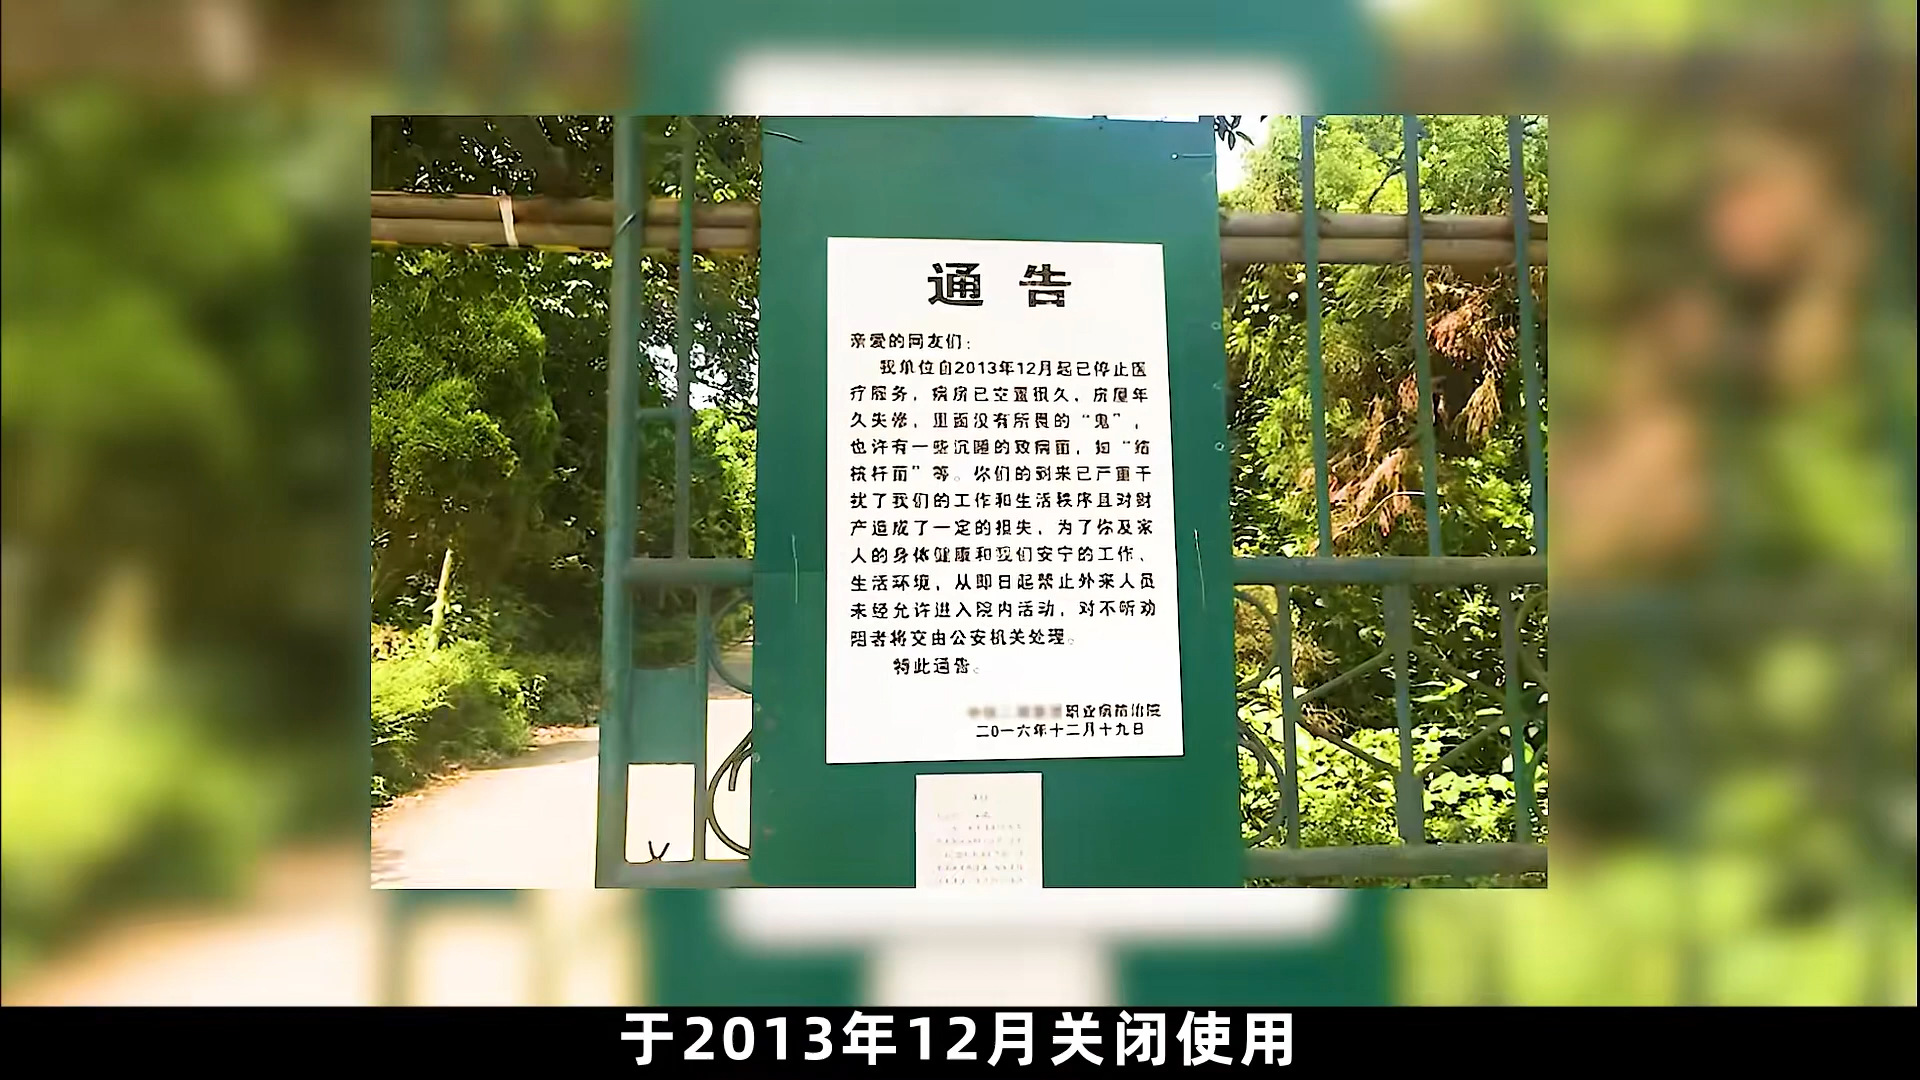 通 告
亲爱的网友们：
我单位自2013年12月起已停止医
疗服务，病房已空置很久，房屋年
久失修，里面没有所畏的“鬼”，
也许有一些沉睡的致病菌，如“结
核杆菌”等。你们的到来已严重干
扰了我们的工作和生活秩序且对财
产造成了一定的损失，为了你及家
人的身体健康和我们安宁的工作、
生活环境，从即日起禁止外来人员
未经允许进入院内活动，对不听劝
阻者将交由公安机关处理。
特此通告。
职业病防治院
二0一六年十二月十九日
于2013年12月关闭使用